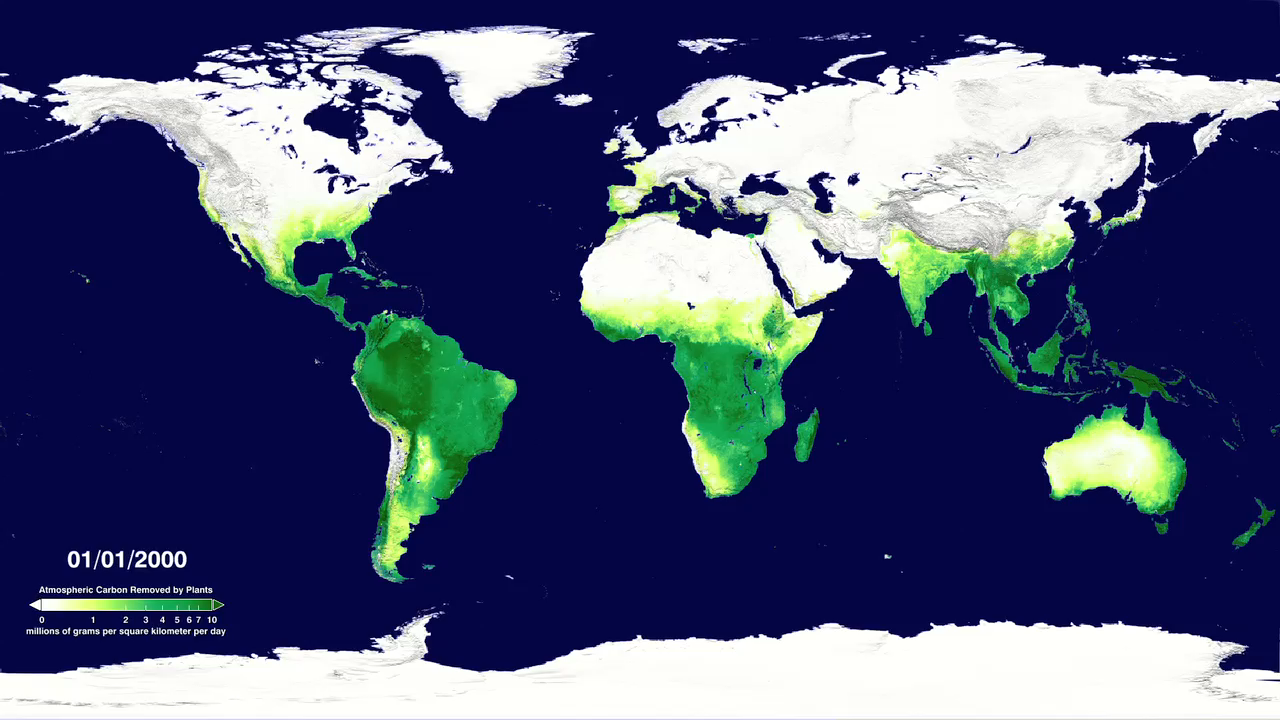 01/01/2000
Atmospheric Carbon Removed by Plants
0 1 2 3 4 5 6 7 10
millions of grams per square kilometer per day